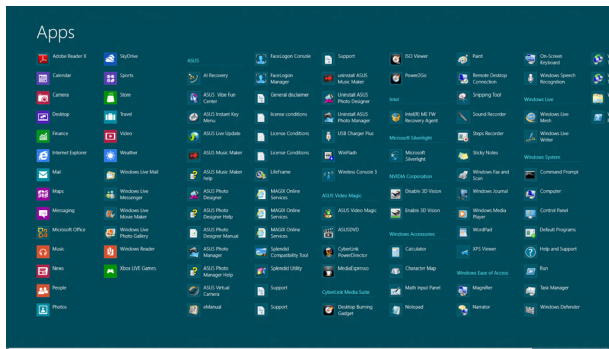 Apps
Adobe Reader X
Calendar
Camera
Desktop
Finance
Internet Explorer
Mail
Maps
Messaging
Microsoft Office
Music
News
People
Photos
SkyDrive
Sports
Store
Travel
Video
Weather
Windows Live Mail
Windows Live
Messenger
Windows Live
Movie Maker
Windows Live
Photo Gallery
Windows Reader
Xbox LIVE Games
ASUS
AI Recovery
ASUS Vibe Fun
Center
ASUS Instant Key
Menu
ASUS Live Update
ASUS Music Maker
ASUS Music Maker
help
ASUS Photo
Designer
ASUS Photo
Designer Help
ASUS Photo
Designer Manual
ASUS Photo
Manager
ASUS Photo
Manager Help
ASUS Virtual
Camera
eManual
FaceLogon Console
FaceLogon
Manager
General disclaimer
license conditions
License Conditions
License Conditions
LifeFrame
MAGIX Online
Services
MAGIX Online
Services
MAGIX Online
Services
Splendid
Compatibility Tool
Splendid Utility
Support
Support
Support
uninstall ASUS
Music Maker
Uninstall ASUS
Photo Designer
Uninstall ASUS
Photo Manager
USB Charger Plus
WinFlash
Wireless Console 3
ASUS Video Magic
ASUS Video Magic
ASUSDVD
CyberLink
PowerDirector
MediaEspresso
CyberLink Media Suite
Desktop Burning
Gadget
ISO Viewer
Power2Go
Intel
Intel(R) ME FW
Recovery Agent
Microsoft Silverlight
Microsoft
Silverlight
NVIDIA Corporation
Disable 3D Vision
Enable 3D Vision
Windows Accessories
Calculator
Character Map
Math Input Panel
Notepad
Paint
Remote Desktop
Connection
Snipping Tool
Sound Recorder
Steps Recorder
Sticky Notes
Windows Fax and
Scan
Windows Journal
Windows Media
Player
WordPad
XPS Viewer
Windows Ease of Access
Magnifier
Narrator
On-Screen
Keyboard
Windows Speech
Recognition
Windows Live
Windows Live
Mesh
Windows Live
Writer
Windows System
Command Prompt
Computer
Control Panel
Default Programs
Help and Support
Run
Task Manager
Windows Defender